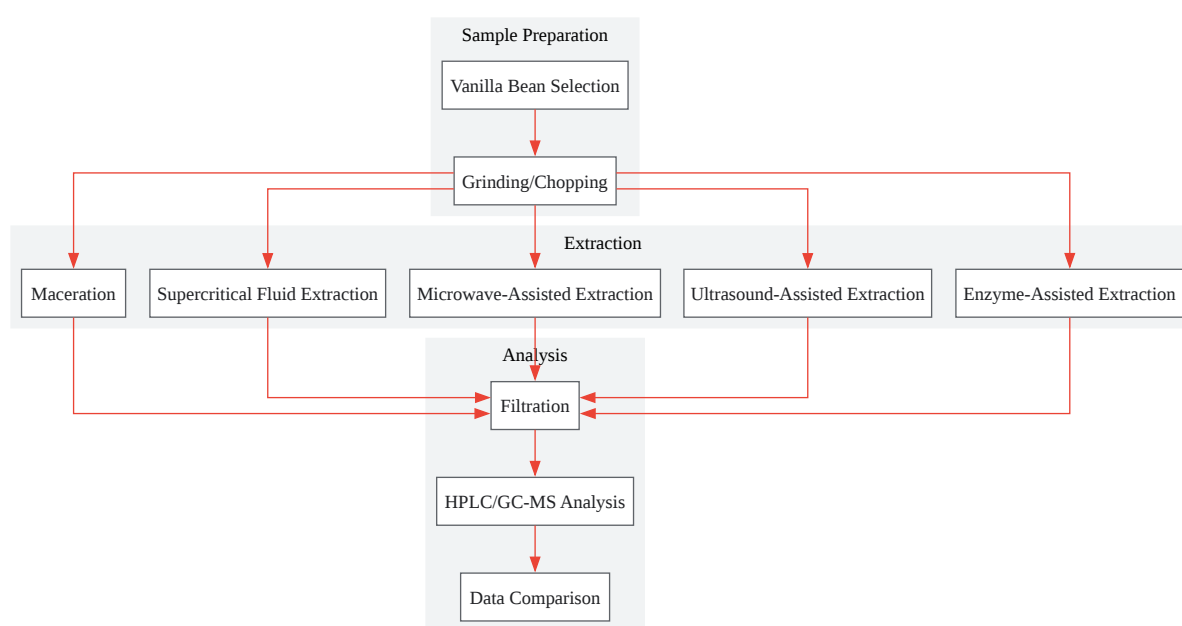 Sample Preparation
Vanilla Bean Selection
Grinding/Chopping
Extraction
Maceration
Supercritical Fluid Extraction
Microwave-Assisted Extraction
Ultrasound-Assisted Extraction
Enzyme-Assisted Extraction
Analysis
Filtration
HPLC/GC-MS Analysis
Data Comparison